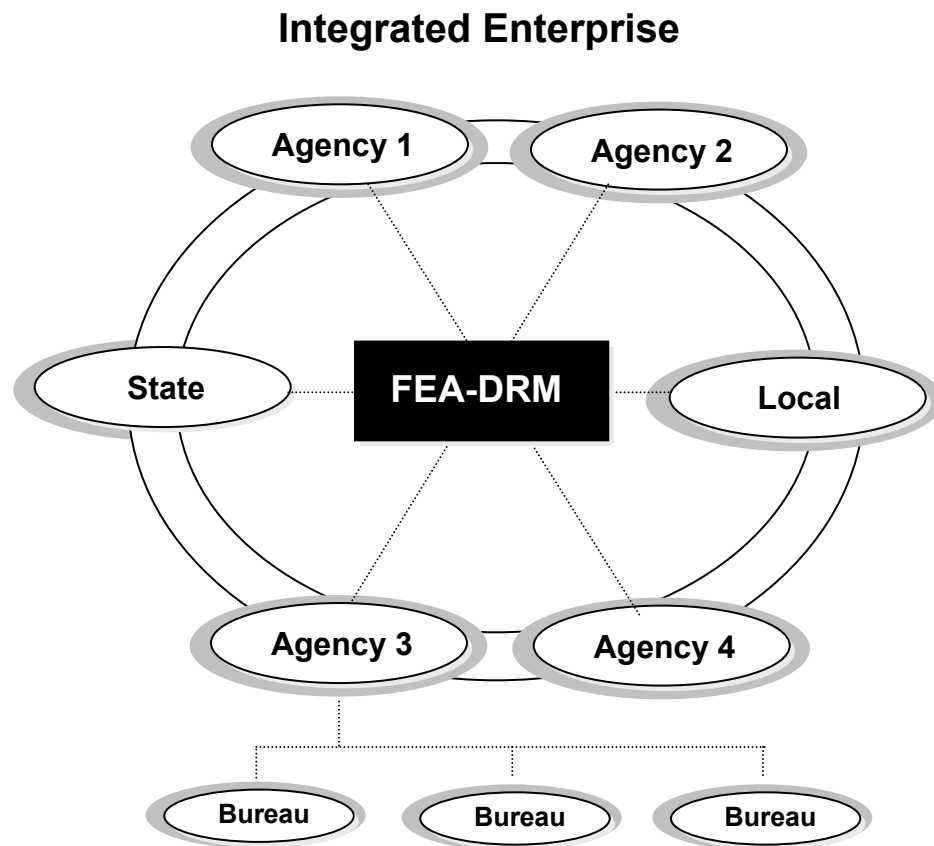 Integrated Enterprise
Agency 1
Agency 2
State
FEA-DRM
Local
Agency 3
Agency 4
Bureau
Bureau
Bureau